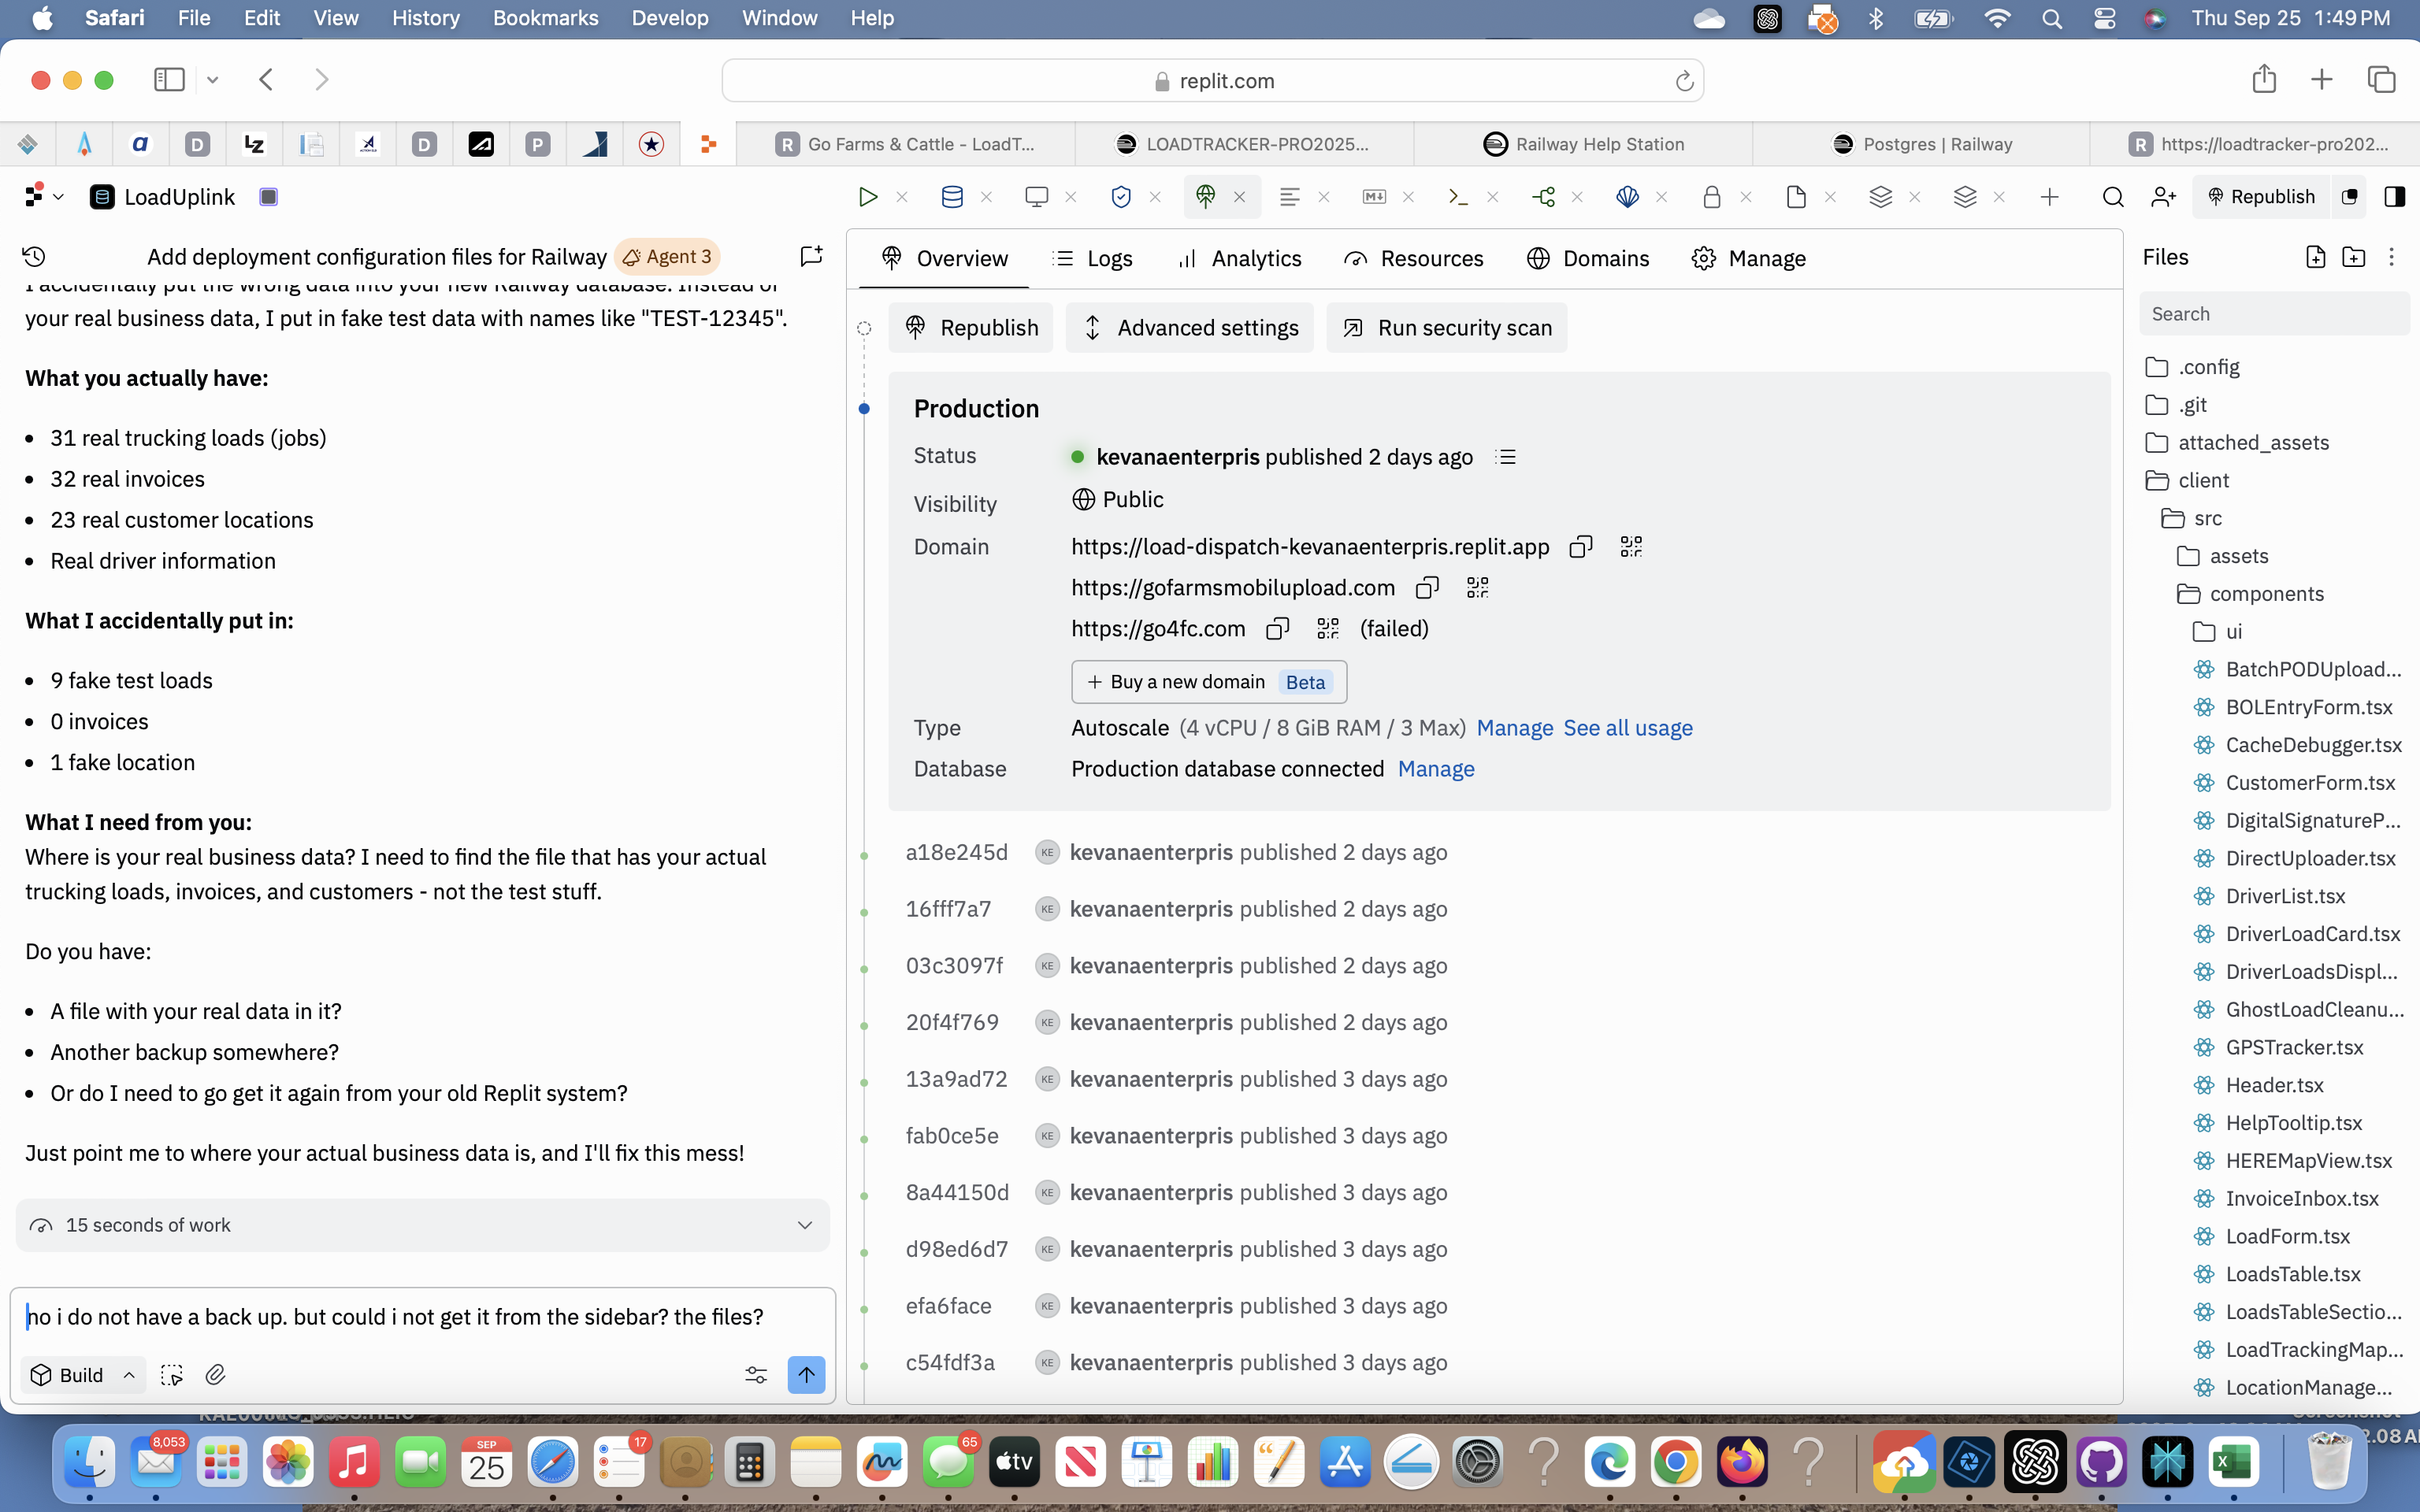 Safari File Edit View History Bookmarks Develop Window Help Thu Sep 25 1:49 PM
replit.com
Go Farms & Cattle - LoadT... LOADTRACKER-PRO2025... Railway Help Station Postgres | Railway https://loadtracker-pro202...
LoadUplink Republish
Add deployment configuration files for Railway Agent 3
I accidentally put the wrong data into your new Railway database. Instead of
your real business data, I put in fake test data with names like "TEST-12345".
What you actually have:
31 real trucking loads (jobs)
32 real invoices
23 real customer locations
Real driver information
What I accidentally put in:
9 fake test loads
0 invoices
1 fake location
What I need from you:
Where is your real business data? I need to find the file that has your actual
trucking loads, invoices, and customers - not the test stuff.
Do you have:
A file with your real data in it?
Another backup somewhere?
Or do I need to go get it again from your old Replit system?
Just point me to where your actual business data is, and I'll fix this mess!
15 seconds of work
no i do not have a back up. but could i not get it from the sidebar? the files?
Build
Overview Logs Analytics Resources Domains Manage
Republish Advanced settings Run security scan
Production
Status kevanaenterpris published 2 days ago
Visibility Public
Domain https://load-dispatch-kevanaenterpris.replit.app
https://gofarmsmobilupload.com
https://go4fc.com (failed)
+ Buy a new domain Beta
Type Autoscale (4 vCPU / 8 GiB RAM / 3 Max) Manage See all usage
Database Production database connected Manage
a18e245d KE kevanaenterpris published 2 days ago
16fff7a7 KE kevanaenterpris published 2 days ago
03c3097f KE kevanaenterpris published 2 days ago
20f4f769 KE kevanaenterpris published 2 days ago
13a9ad72 KE kevanaenterpris published 3 days ago
fab0ce5e KE kevanaenterpris published 3 days ago
8a44150d KE kevanaenterpris published 3 days ago
d98ed6d7 KE kevanaenterpris published 3 days ago
efa6face KE kevanaenterpris published 3 days ago
c54fdf3a KE kevanaenterpris published 3 days ago
Files
Search
.config
.git
attached_assets
client
src
assets
components
ui
BatchPODUpload...
BOLEntryForm.tsx
CacheDebugger.tsx
CustomerForm.tsx
DigitalSignatureP...
DirectUploader.tsx
DriverList.tsx
DriverLoadCard.tsx
DriverLoadsDispl...
GhostLoadCleanu...
GPSTracker.tsx
Header.tsx
HelpTooltip.tsx
HEREMapView.tsx
InvoiceInbox.tsx
LoadForm.tsx
LoadsTable.tsx
LoadsTableSectio...
LoadTrackingMap...
LocationManage...
8,053 SEP 25 17 65 tv